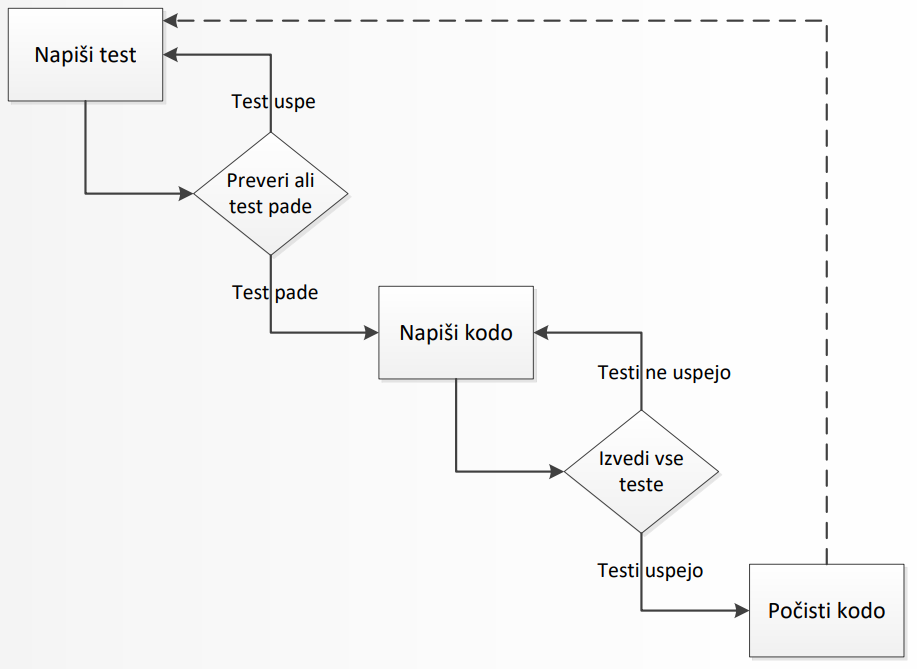 Napiši test
Test uspe
Preveri ali
test pade
Test pade
Napiši kodo
Testi ne uspejo
Izvedi vse
teste
Testi uspejo
Počisti kodo